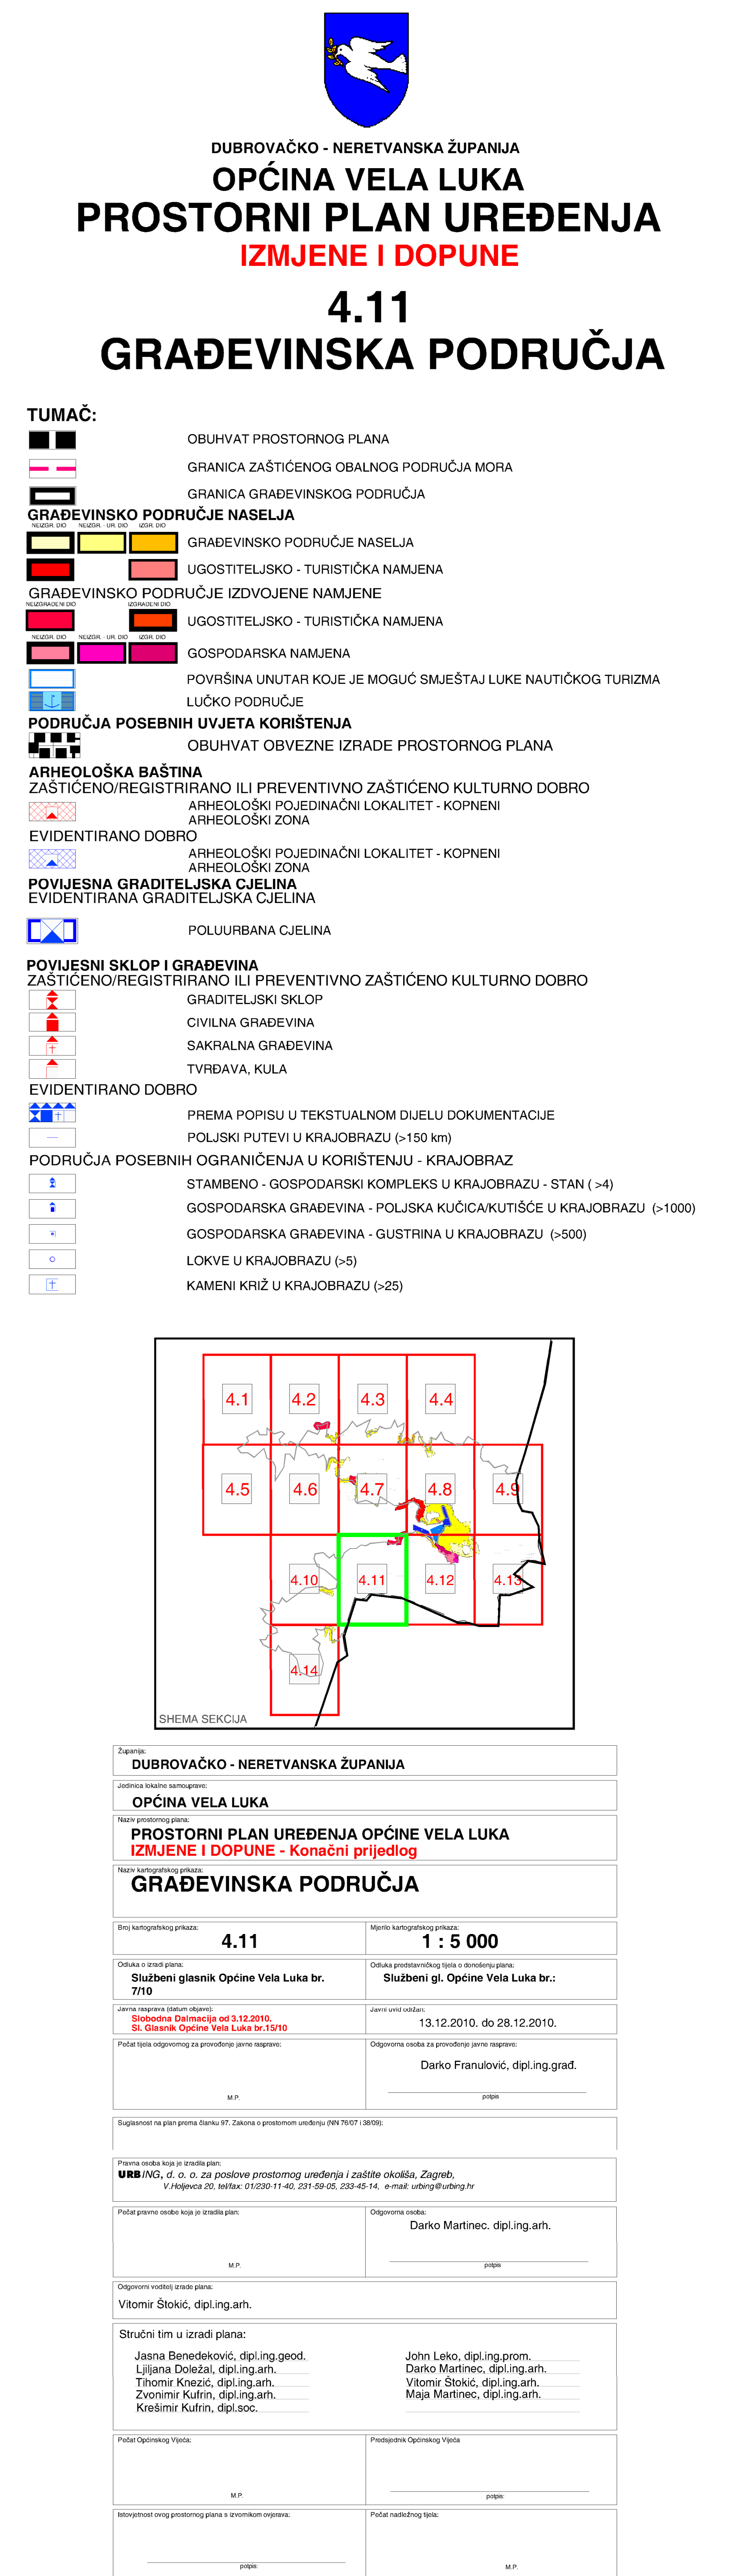 DUBROVAČKO - NERETVANSKA ŽUPANIJA
OPĆINA VELA LUKA
PROSTORNI PLAN UREĐENJA
IZMJENE I DOPUNE
4.11
GRAĐEVINSKA PODRUČJA
TUMAČ:
OBUHVAT PROSTORNOG PLANA
GRANICA ZAŠTIĆENOG OBALNOG PODRUČJA MORA
GRANICA GRAĐEVINSKOG PODRUČJA
GRAĐEVINSKO PODRUČJE NASELJA
NEIZGR. DIO NEIZGR. - UR. DIO IZGR. DIO
GRAĐEVINSKO PODRUČJE NASELJA
UGOSTITELJSKO - TURISTIČKA NAMJENA
GRAĐEVINSKO PODRUČJE IZDVOJENE NAMJENE
NEIZGRAĐENI DIO IZGRAĐENI DIO
UGOSTITELJSKO - TURISTIČKA NAMJENA
NEIZGR. DIO NEIZGR. - UR. DIO IZGR. DIO
GOSPODARSKA NAMJENA
POVRŠINA UNUTAR KOJE JE MOGUĆ SMJEŠTAJ LUKE NAUTIČKOG TURIZMA
LUČKO PODRUČJE
PODRUČJA POSEBNIH UVJETA KORIŠTENJA
OBUHVAT OBVEZNE IZRADE PROSTORNOG PLANA
ARHEOLOŠKA BAŠTINA
ZAŠTIĆENO/REGISTRIRANO ILI PREVENTIVNO ZAŠTIĆENO KULTURNO DOBRO
ARHEOLOŠKI POJEDINAČNI LOKALITET - KOPNENI
ARHEOLOŠKI ZONA
EVIDENTIRANO DOBRO
ARHEOLOŠKI POJEDINAČNI LOKALITET - KOPNENI
ARHEOLOŠKI ZONA
POVIJESNA GRADITELJSKA CJELINA
EVIDENTIRANA GRADITELJSKA CJELINA
POLUURBANA CJELINA
POVIJESNI SKLOP I GRAĐEVINA
ZAŠTIĆENO/REGISTRIRANO ILI PREVENTIVNO ZAŠTIĆENO KULTURNO DOBRO
GRADITELJSKI SKLOP
CIVILNA GRAĐEVINA
SAKRALNA GRAĐEVINA
TVRĐAVA, KULA
EVIDENTIRANO DOBRO
PREMA POPISU U TEKSTUALNOM DIJELU DOKUMENTACIJE
POLJSKI PUTEVI U KRAJOBRAZU (>150 km)
PODRUČJA POSEBNIH OGRANIČENJA U KORIŠTENJU - KRAJOBRAZ
STAMBENO - GOSPODARSKI KOMPLEKS U KRAJOBRAZU - STAN ( >4)
GOSPODARSKA GRAĐEVINA - POLJSKA KUČICA/KUTIŠĆE U KRAJOBRAZU (>1000)
GOSPODARSKA GRAĐEVINA - GUSTRINA U KRAJOBRAZU (>500)
LOKVE U KRAJOBRAZU (>5)
KAMENI KRIŽ U KRAJOBRAZU (>25)
4.1 4.2 4.3 4.4
4.5 4.6 4.7 4.8 4.9
4.10 4.11 4.12 4.13
4.14
SHEMA SEKCIJA
Županija:
DUBROVAČKO - NERETVANSKA ŽUPANIJA
Jedinica lokalne samouprave:
OPĆINA VELA LUKA
Naziv prostornog plana:
PROSTORNI PLAN UREĐENJA OPĆINE VELA LUKA
IZMJENE I DOPUNE - Konačni prijedlog
Naziv kartografskog prikaza:
GRAĐEVINSKA PODRUČJA
Broj kartografskog prikaza:
4.11
Mjerilo kartografskog prikaza:
1 : 5 000
Odluka o izradi plana:
Službeni glasnik Općine Vela Luka br.
7/10
Odluka predstavničkog tijela o donošenju plana:
Službeni gl. Općine Vela Luka br.:
Javna rasprava (datum objave):
Slobodna Dalmacija od 3.12.2010.
Sl. Glasnik Općine Vela Luka br.15/10
Javni uvid održan:
13.12.2010. do 28.12.2010.
Pečat tijela odgovornog za provođenje javne rasprave:
M.P.
Odgovorna osoba za provođenje javne rasprave:
Darko Franulović, dipl.ing.građ.
potpis
Suglasnost na plan prema članku 97. Zakona o prostornom uređenju (NN 76/07 i 38/09):
Pravna osoba koja je izradila plan:
URBING, d. o. o. za poslove prostornog uređenja i zaštite okoliša, Zagreb,
V.Holjevca 20, tel/fax: 01/230-11-40, 231-59-05, 233-45-14, e-mail: urbing@urbing.hr
Pečat pravne osobe koja je izradila plan:
M.P.
Odgovorna osoba:
Darko Martinec. dipl.ing.arh.
potpis
Odgovorni voditelj izrade plana:
Vitomir Štokić, dipl.ing.arh.
Stručni tim u izradi plana:
Jasna Benedeković, dipl.ing.geod.
Ljiljana Doležal, dipl.ing.arh.
Tihomir Knezić, dipl.ing.arh.
Zvonimir Kufrin, dipl.ing.arh.
Krešimir Kufrin, dipl.soc.
John Leko, dipl.ing.prom.
Darko Martinec, dipl.ing.arh.
Vitomir Štokić, dipl.ing.arh.
Maja Martinec, dipl.ing.arh.
Pečat Općinskog Vijeća:
M.P.
Predsjednik Općinskog Vijeća
potpis:
Istovjetnost ovog prostornog plana s izvornikom ovjerava:
potpis:
Pečat nadležnog tijela:
M.P.